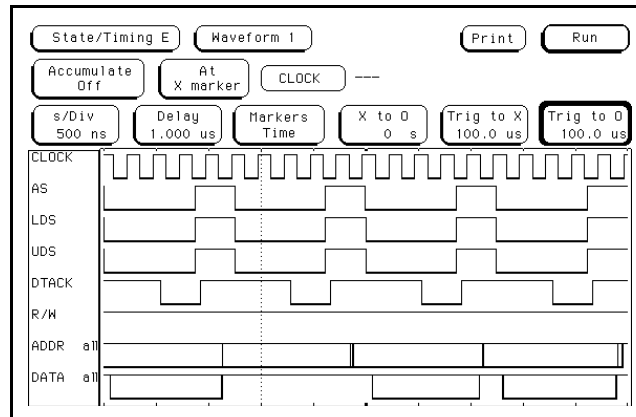 State/Timing E Waveform 1 Print Run
Accumulate Off At X marker CLOCK ---
s/Div 500 ns Delay 1.000 us Markers Time X to O 0 s Trig to X 100.0 us Trig to O 100.0 us
CLOCK
AS
LDS
UDS
DTACK
R/W
ADDR all
DATA all